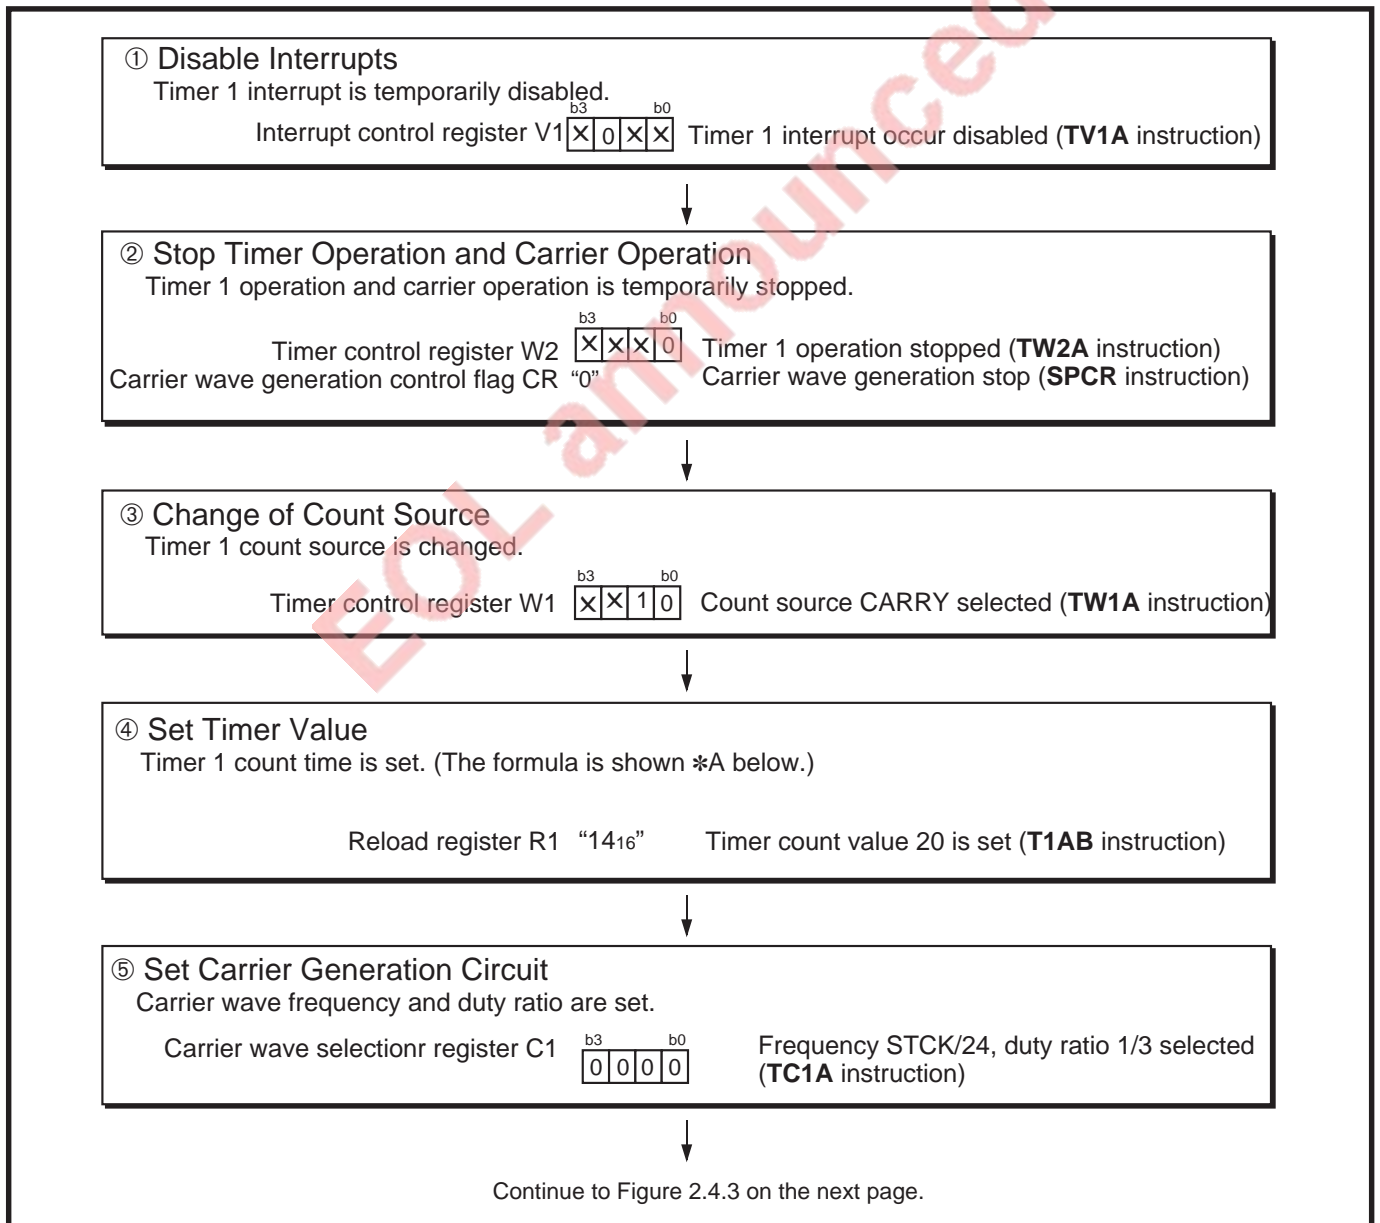 ① Disable Interrupts
Timer 1 interrupt is temporarily disabled.
b3 b0
Interrupt control register V1 × 0 × × Timer 1 interrupt occur disabled (TV1A instruction)
② Stop Timer Operation and Carrier Operation
Timer 1 operation and carrier operation is temporarily stopped.
b3 b0
Timer control register W2 × × × 0 Timer 1 operation stopped (TW2A instruction)
Carrier wave generation control flag CR “0” Carrier wave generation stop (SPCR instruction)
③ Change of Count Source
Timer 1 count source is changed.
b3 b0
Timer control register W1 × × 1 0 Count source CARRY selected (TW1A instruction)
④ Set Timer Value
Timer 1 count time is set. (The formula is shown ✻A below.)
Reload register R1 “14₁₆” Timer count value 20 is set (T1AB instruction)
⑤ Set Carrier Generation Circuit
Carrier wave frequency and duty ratio are set.
b3 b0
Carrier wave selectionr register C1 0 0 0 0 Frequency STCK/24, duty ratio 1/3 selected
(TC1A instruction)
Continue to Figure 2.4.3 on the next page.
EOL announced